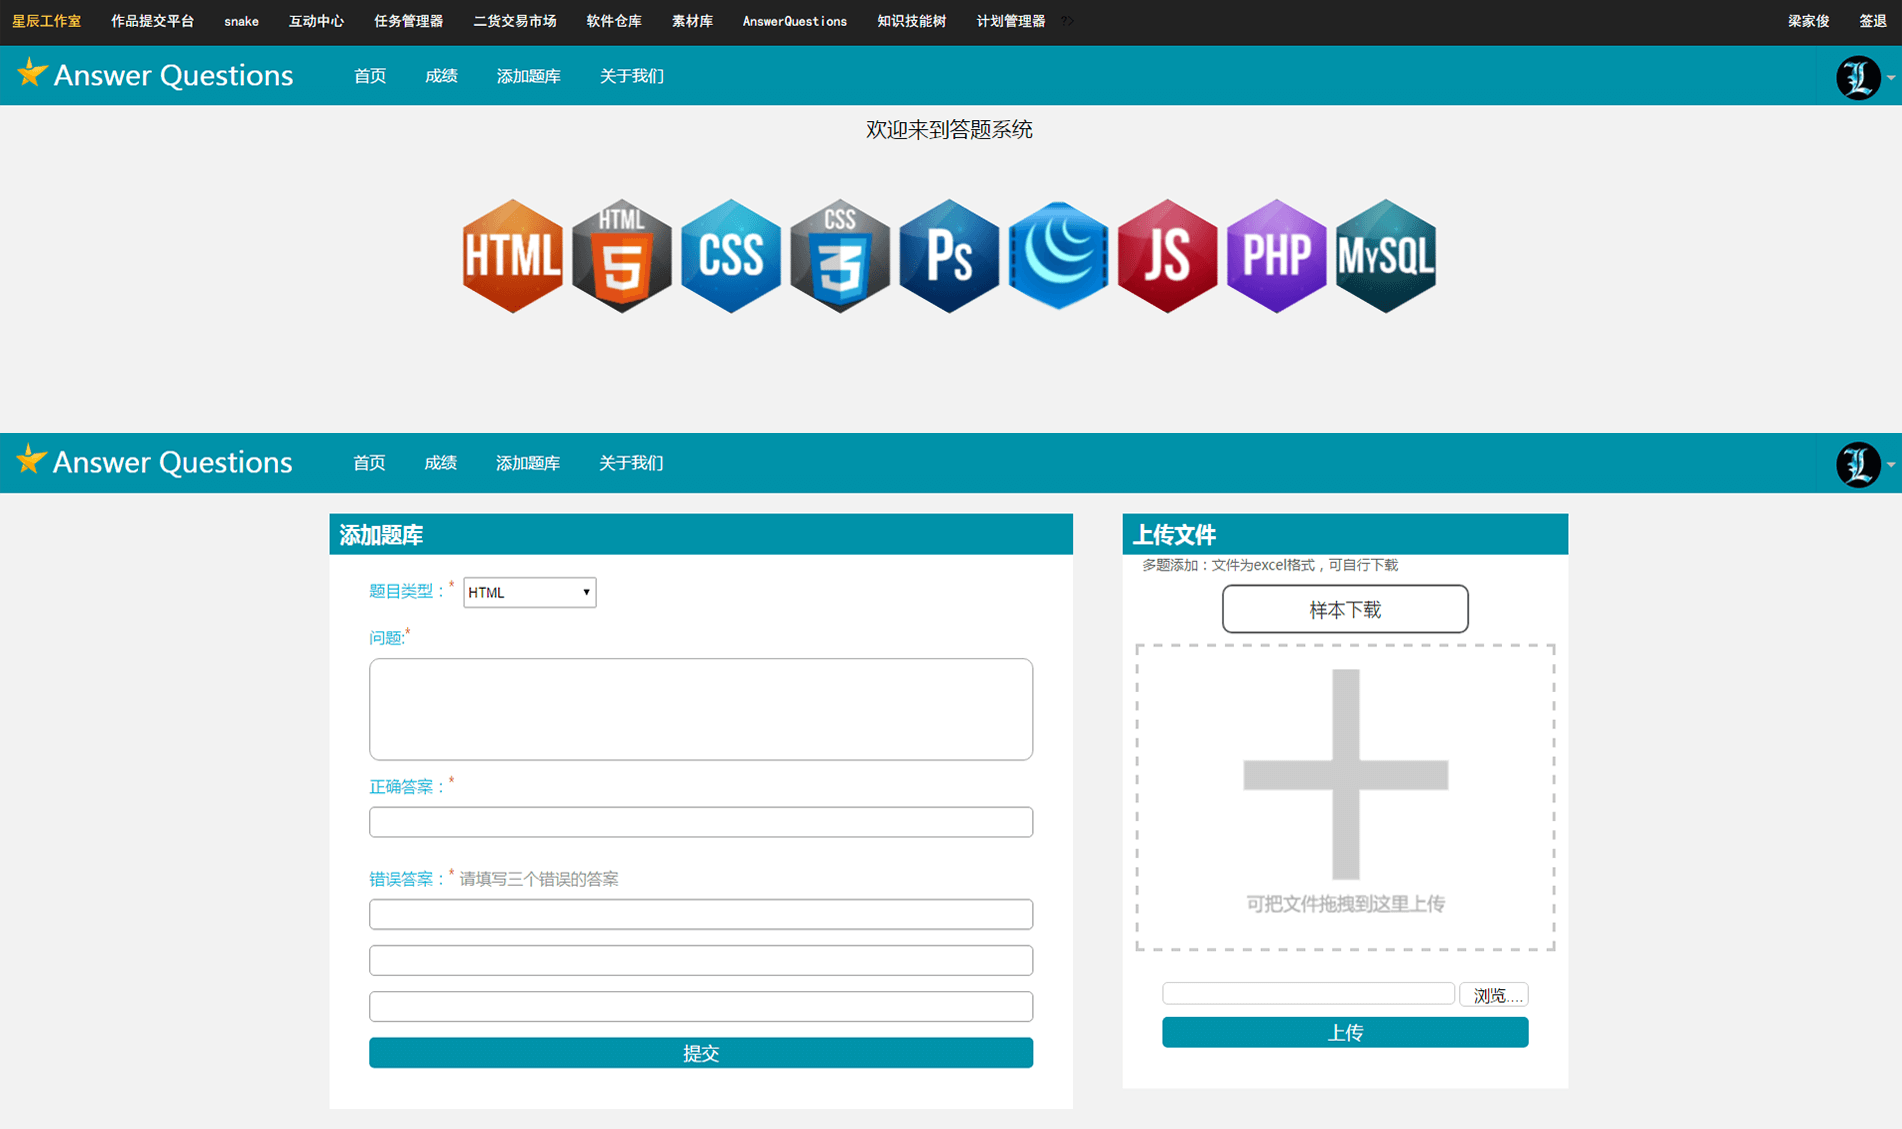 星辰工作室 作品提交平台 snake 互动中心 任务管理器 二货交易市场 软件仓库 素材库 AnswerQuestions 知识技能树 计划管理器 ?> 梁家俊 签退
Answer Questions 首页 成绩 添加题库 关于我们 L
欢迎来到答题系统
HTML HTML 5 CSS CSS 3 Ps JS PHP MySQL
Answer Questions 首页 成绩 添加题库 关于我们 L
添加题库
题目类型：* HTML
问题:*
正确答案：*
错误答案：* 请填写三个错误的答案
提交
上传文件
多题添加：文件为excel格式，可自行下载
样本下载
可把文件拖拽到这里上传
浏览....
上传